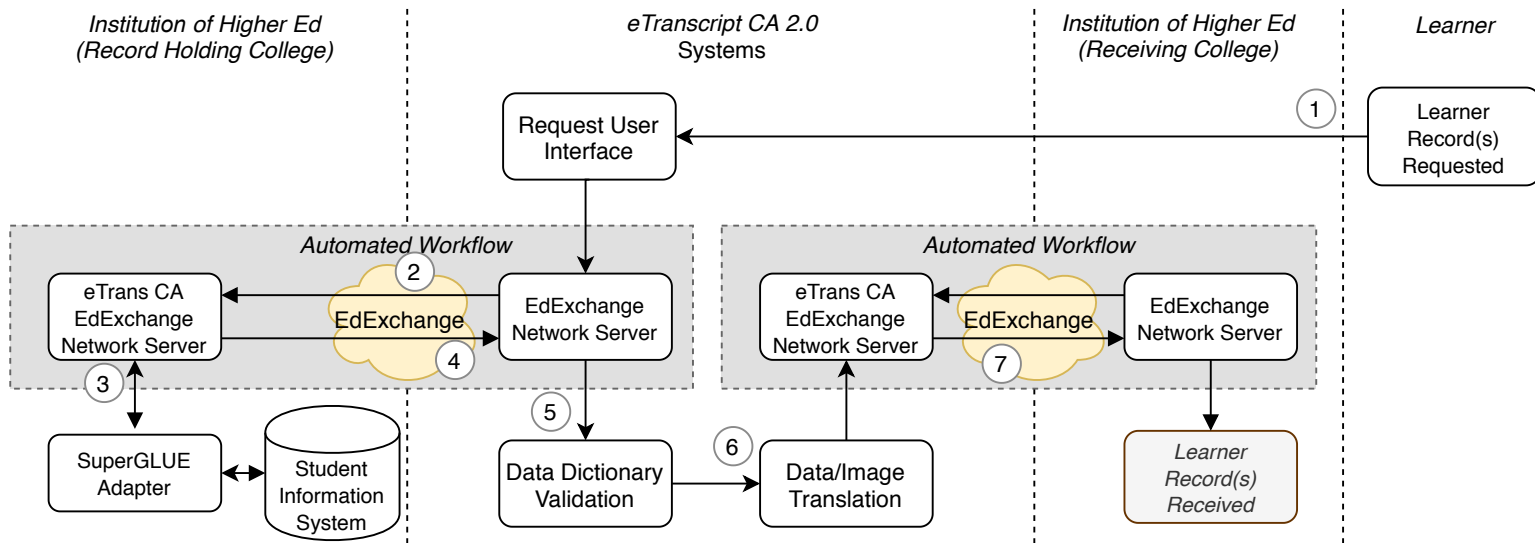 Institution of Higher Ed
(Record Holding College)
eTranscript CA 2.0
Systems
Institution of Higher Ed
(Receiving College)
Learner
1
Request User
Interface
Learner
Record(s)
Requested
Automated Workflow
Automated Workflow
2
eTrans CA
EdExchange
Network Server
EdExchange
EdExchange
Network Server
4
3
eTrans CA
EdExchange
Network Server
EdExchange
EdExchange
Network Server
7
5
6
SuperGLUE
Adapter
Student
Information
System
Data Dictionary
Validation
Data/Image
Translation
Learner
Record(s)
Received